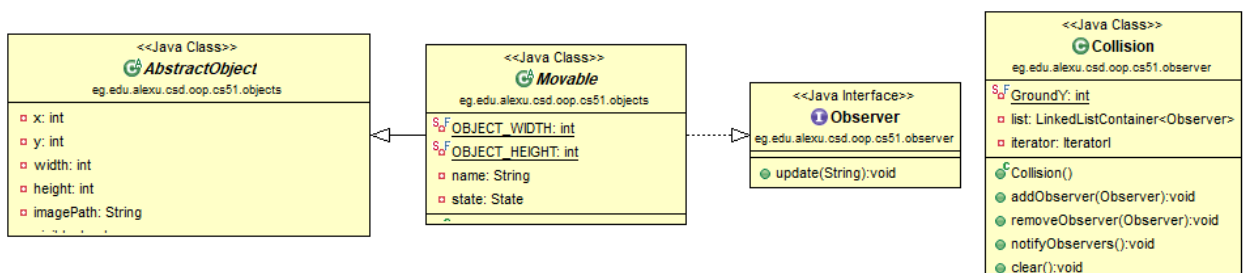 <<Java Class>>
AbstractObject
eg.edu.alexu.csd.oop.cs51.objects
x: int
y: int
width: int
height: int
imagePath: String
<<Java Class>>
Movable
eg.edu.alexu.csd.oop.cs51.objects
OBJECT_WIDTH: int
OBJECT_HEIGHT: int
name: String
state: State
<<Java Interface>>
Observer
eg.edu.alexu.csd.oop.cs51.observer
update(String):void
<<Java Class>>
Collision
eg.edu.alexu.csd.oop.cs51.observer
GroundY: int
list: LinkedListContainer<Observer>
iterator: IteratorI
Collision()
addObserver(Observer):void
removeObserver(Observer):void
notifyObservers():void
clear():void